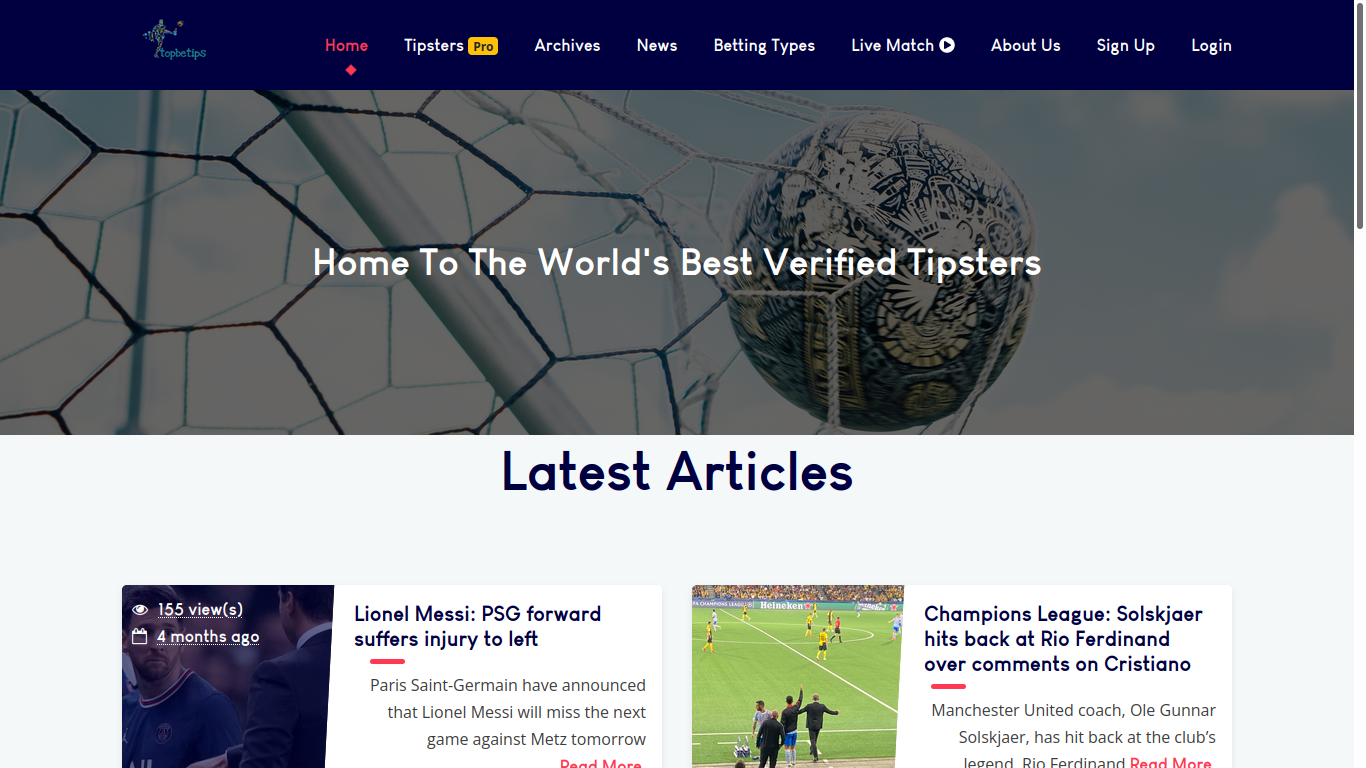 topbetips
Home
Tipsters Pro
Archives
News
Betting Types
Live Match
About Us
Sign Up
Login
Home To The World's Best Verified Tipsters
Latest Articles
155 view(s)
4 months ago
Lionel Messi: PSG forward
suffers injury to left
Paris Saint-Germain have announced
that Lionel Messi will miss the next
game against Metz tomorrow
Read More
Heineken
Champions League: Solskjaer
hits back at Rio Ferdinand
over comments on Cristiano
Manchester United coach, Ole Gunnar
Solskjaer, has hit back at the club’s
legend, Rio Ferdinand Read More